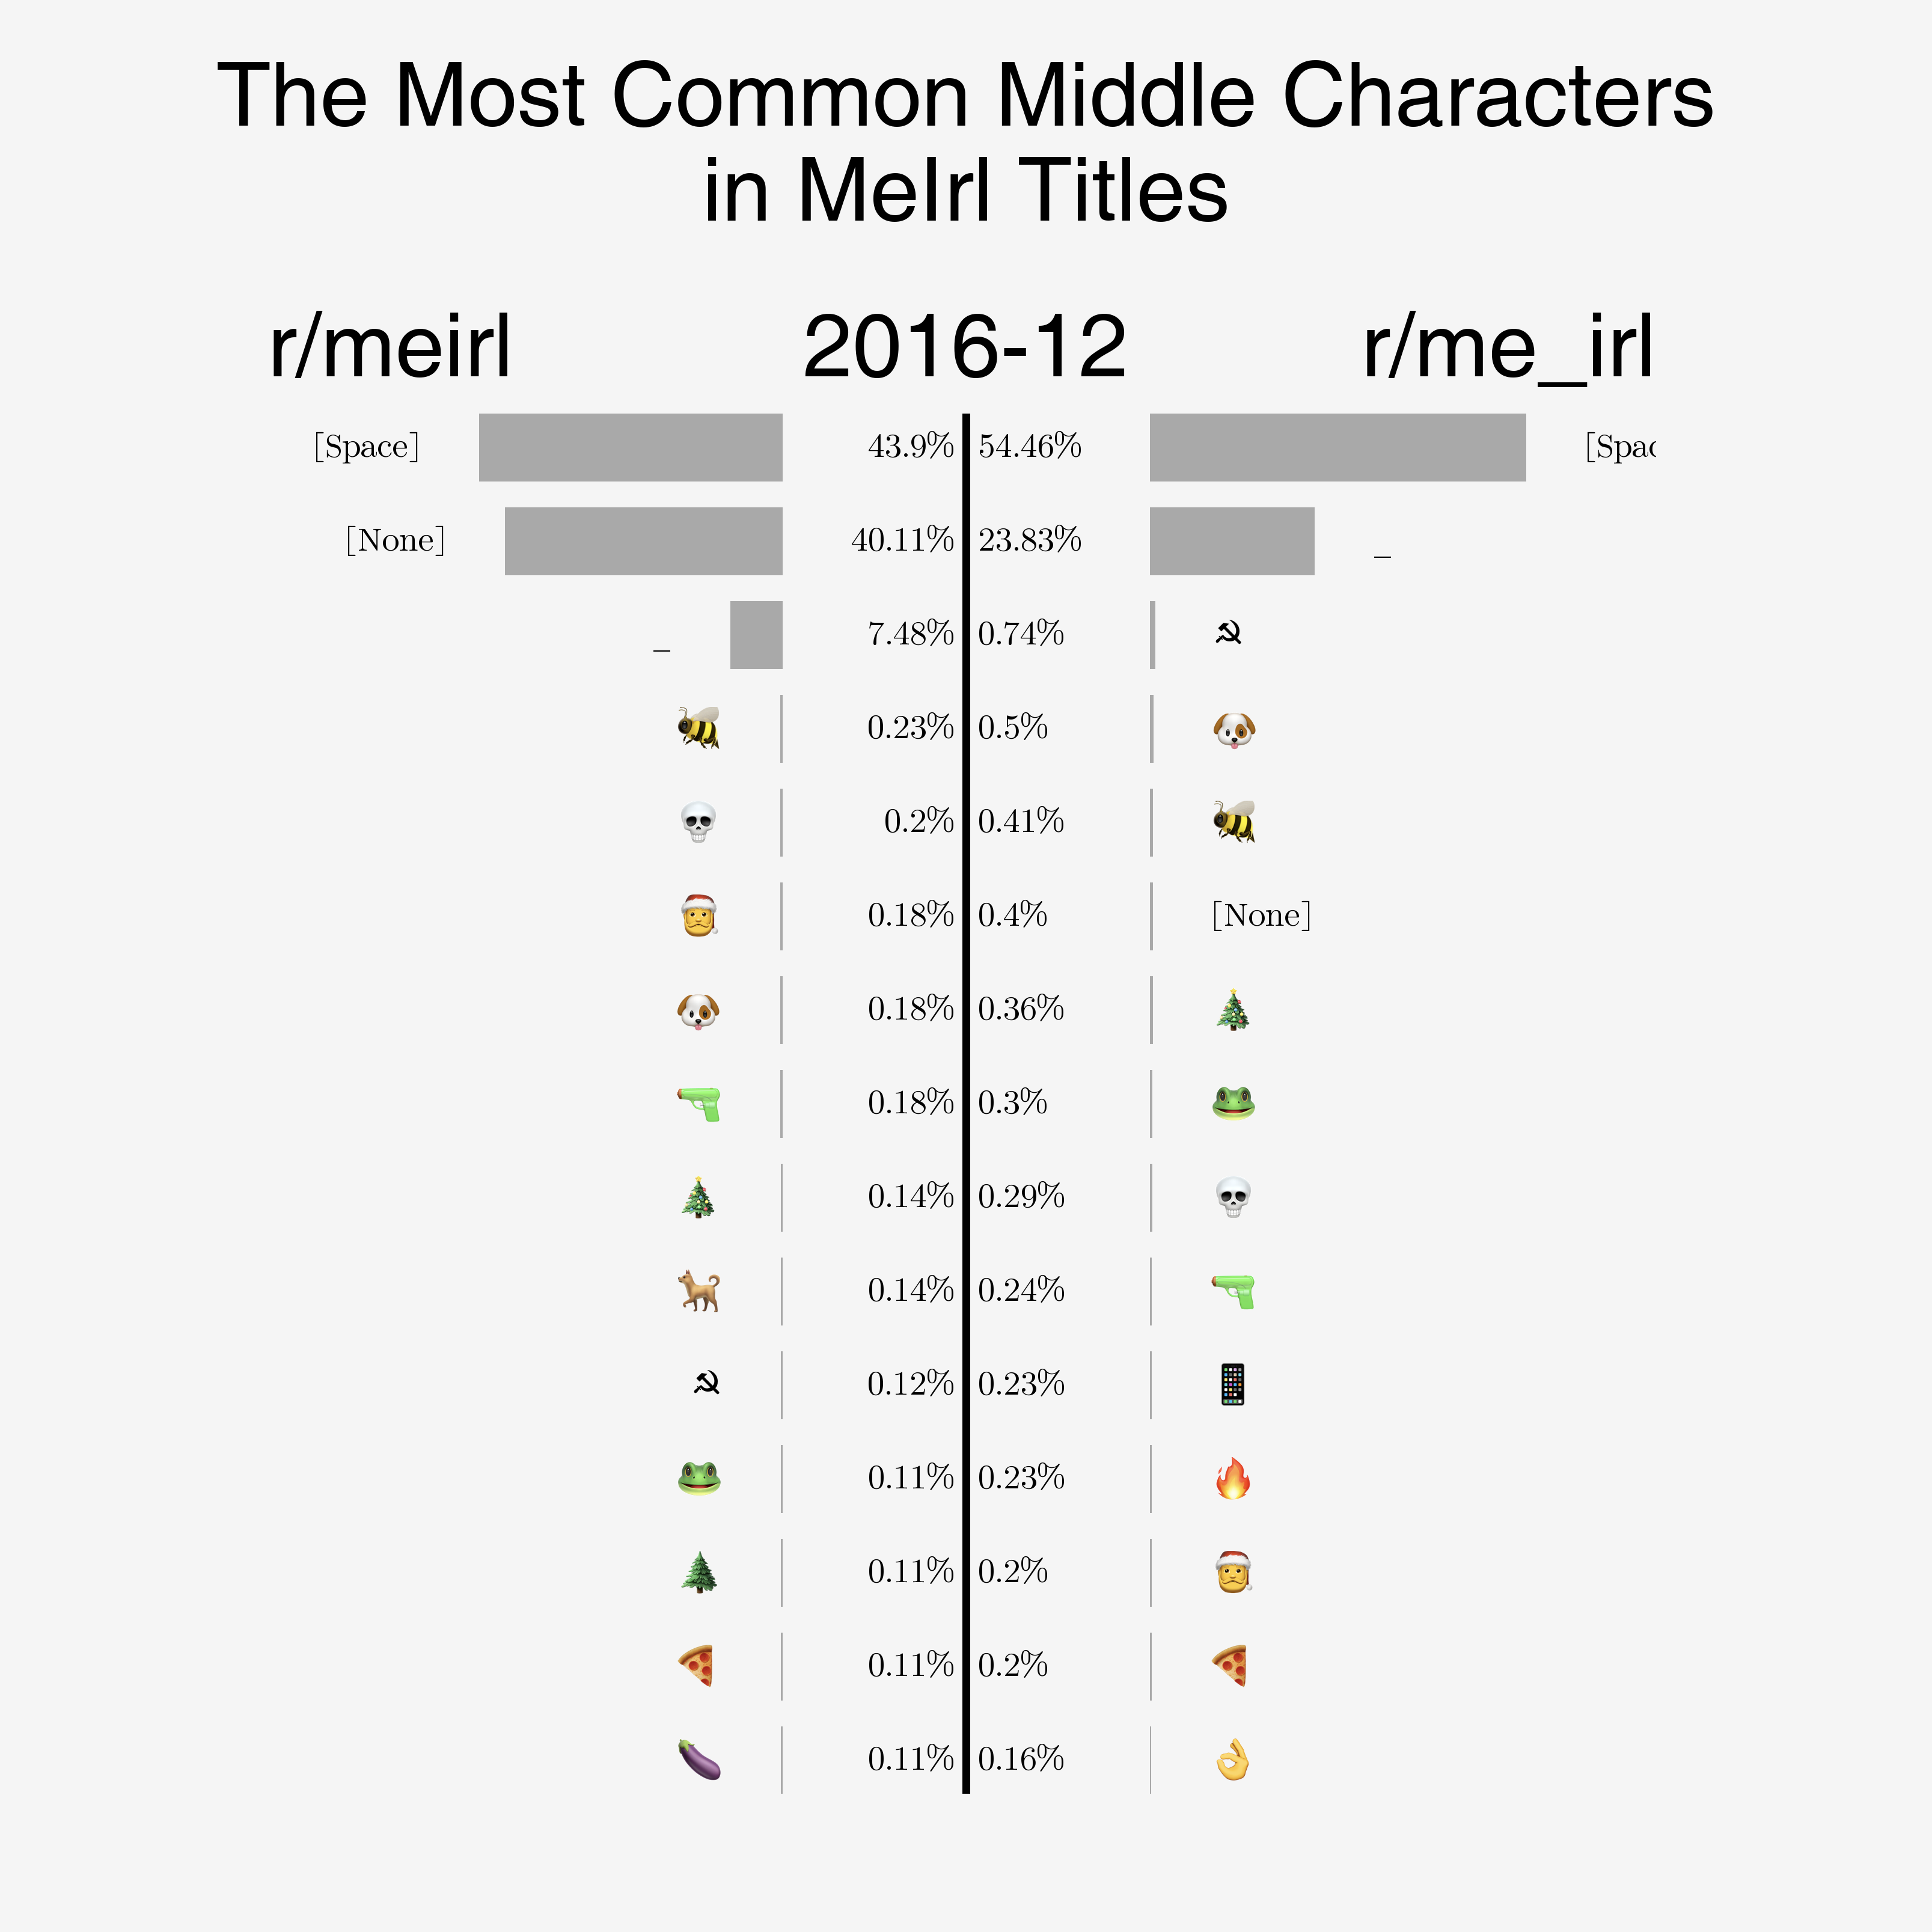 The Most Common Middle Characters
in MeIrl Titles
r/meirl 2016-12 r/me_irl
[Space] 43.9% 54.46% [Spac
[None] 40.11% 23.83% _
_ 7.48% 0.74% ☭
🐝 0.23% 0.5% 🐶
💀 0.2% 0.41% 🐝
🎅 0.18% 0.4% [None]
🐶 0.18% 0.36% 🎄
🔫 0.18% 0.3% 🐸
🎄 0.14% 0.29% 💀
🐕 0.14% 0.24% 🔫
☭ 0.12% 0.23% 📱
🐸 0.11% 0.23% 🔥
🌲 0.11% 0.2% 🎅
🍕 0.11% 0.2% 🍕
🍆 0.11% 0.16% 👌